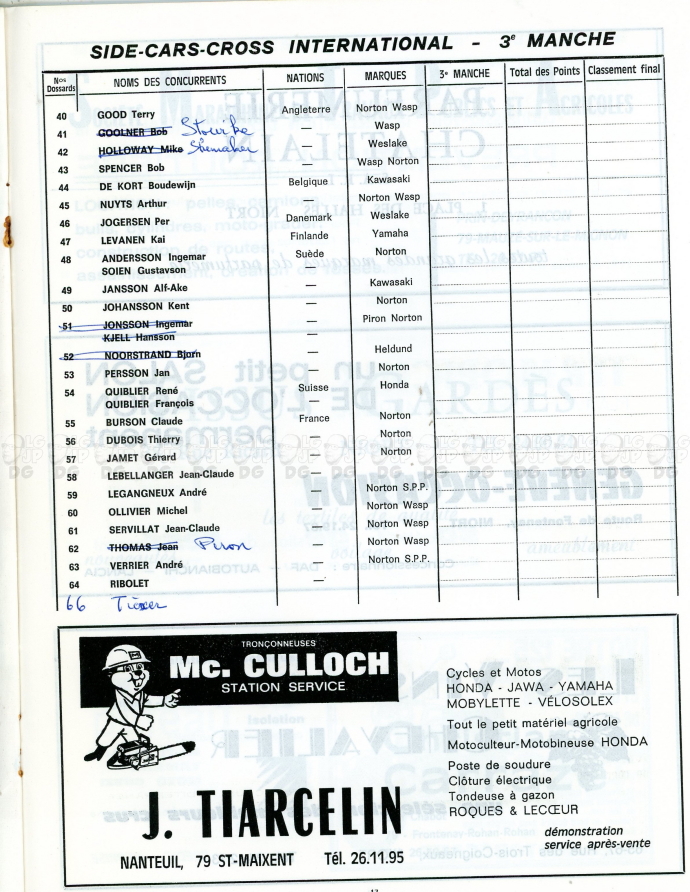 SIDE-CARS-CROSS INTERNATIONAL - 3e MANCHE
Nos Dossards NOMS DES CONCURRENTS NATIONS MARQUES 3e MANCHE Total des Points Classement final
40 GOOD Terry Angleterre Norton Wasp
41 GOOLNER Bob — Wasp
42 HOLLOWAY Mike — Weslake
43 SPENCER Bob — Wasp Norton
44 DE KORT Boudewijn Belgique Kawasaki
45 NUYTS Arthur — Norton Wasp
46 JOGERSEN Per Danemark Weslake
47 LEVANEN Kai Finlande Yamaha
48 ANDERSSON Ingemar Suède Norton
SOIEN Gustavson
49 JANSSON Alf-Ake — Kawasaki
50 JOHANSSON Kent — Norton
51 JONSSON Ingemar — Piron Norton
KJELL Hansson —
52 NOORSTRAND Bjorn — Heldund
53 PERSSON Jan — Norton
54 QUIBLIER René Suisse Honda
QUIBLIER François —
55 BURSON Claude France Norton
56 DUBOIS Thierry — Norton
57 JAMET Gérard — Norton
58 LEBELLANGER Jean-Claude —
59 LEGANGNEUX André — Norton S.P.P.
60 OLLIVIER Michel — Norton Wasp
61 SERVILLAT Jean-Claude — Norton Wasp
62 THOMAS Jean Piron — Norton Wasp
63 VERRIER André — Norton S.P.P.
64 RIBOLET —
66
TRONÇONNEUSES
Mc. CULLOCH
STATION SERVICE
J. TIARCELIN
NANTEUIL, 79 ST-MAIXENT Tél. 26.11.95
Cycles et Motos
HONDA - JAWA - YAMAHA
MOBYLETTE - VÉLOSOLEX
Tout le petit matériel agricole
Motoculteur-Motobineuse HONDA
Poste de soudure
Clôture électrique
Tondeuse à gazon
ROQUES & LECŒUR
démonstration
service après-vente